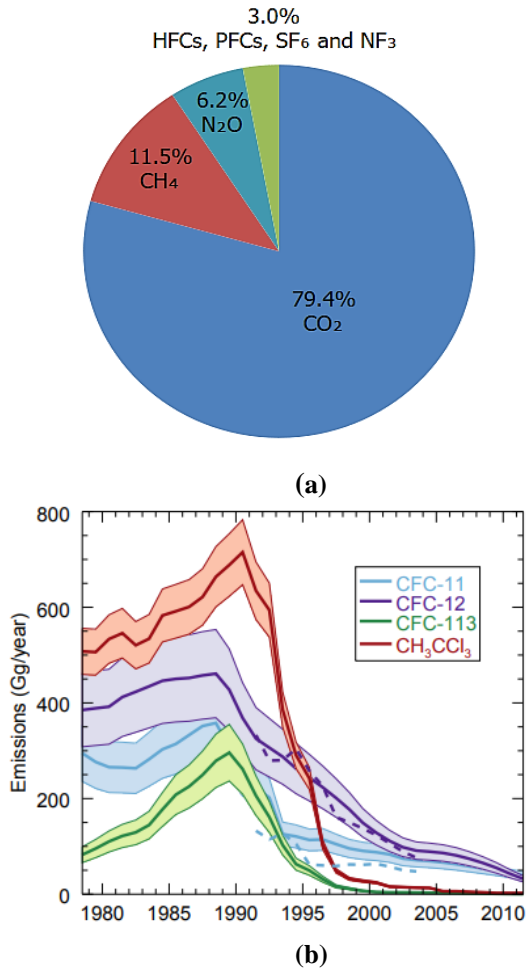 3.0%
HFCs, PFCs, SF₆ and NF₃
6.2%
N₂O
11.5%
CH₄
79.4%
CO₂
(a)
Emissions (Gg/year)
800
600
400
200
0
CFC-11
CFC-12
CFC-113
CH₃CCl₃
1980 1985 1990 1995 2000 2005 2010
(b)